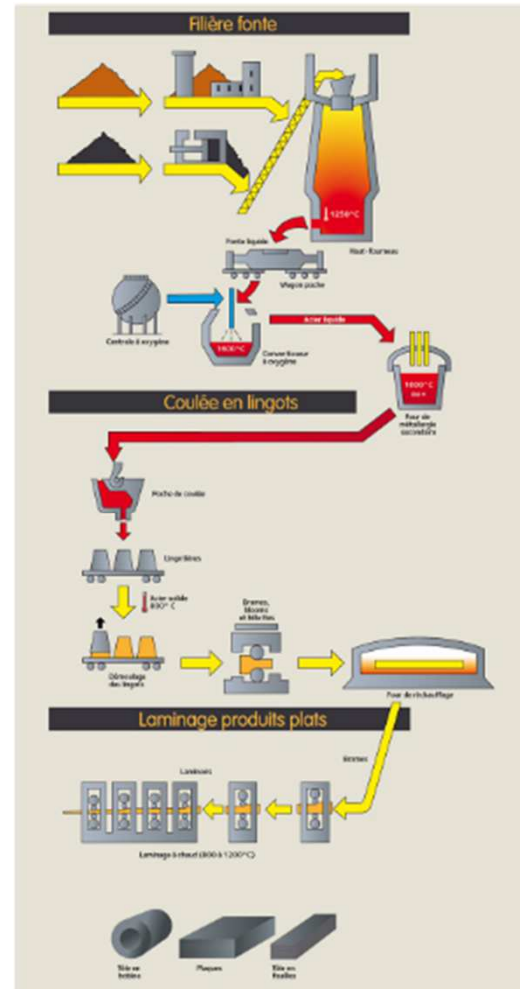 Filière fonte
1250°C
Haut-fourneau
Fonte liquide
Wagon poche
Acier liquide
Centrale à oxygène
1600°C
Convertisseur
à oxygène
1600°C
Four de
métallurgie
secondaire
Coulée en lingots
Poche de coulée
Lingotières
Acier solide
800° C
Brames,
blooms
et billettes
Démoulage
des lingots
Four de réchauffage
Laminage produits plats
Brames
Laminoirs
Laminage à chaud (800 à 1200°C)
Tôle en
bobine
Plaques
Tôle en
feuilles